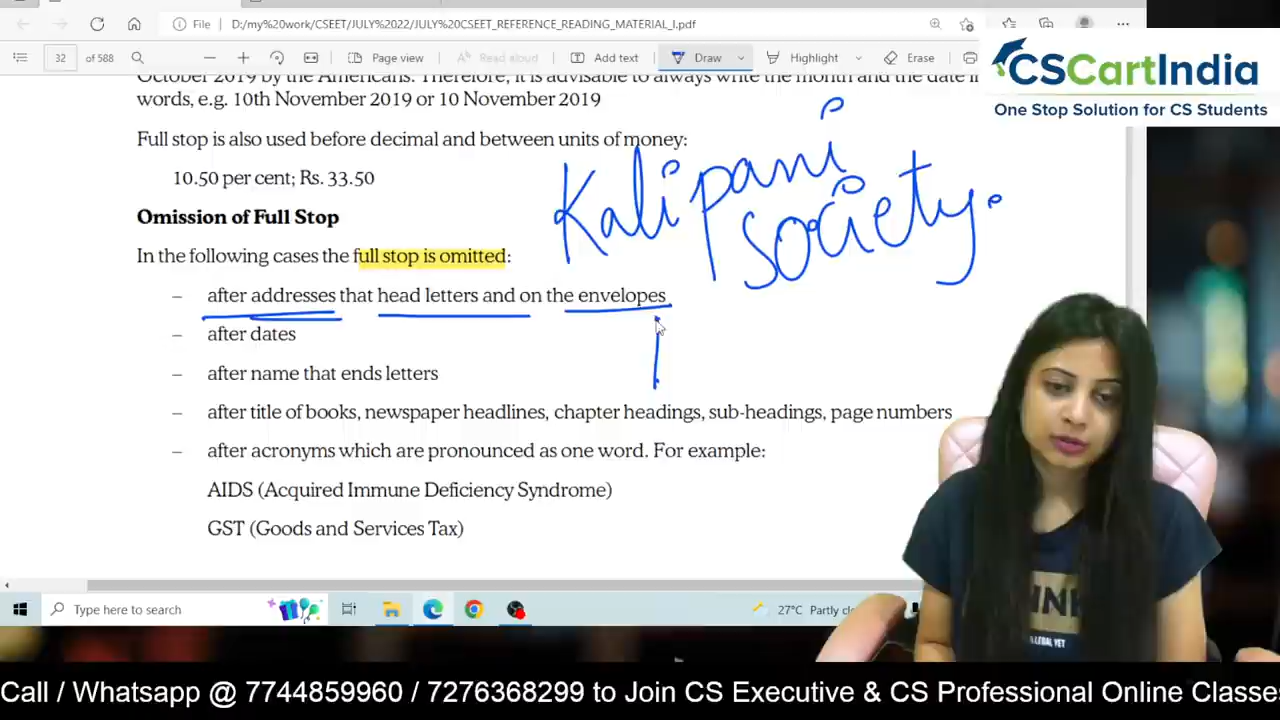 File
D:/my%20work/CSEET/JULY%2022/JULY%20CSEET_REFERENCE_READING_MATERIAL_I.pdf
CSCartIndia
One Stop Solution for CS Students
32 of 588
Page view
Read aloud
Add text
Draw
Highlight
Erase
October 2019 by the Americans. Therefore, it is advisable to always write the month and the date in
words, e.g. 10th November 2019 or 10 November 2019
Full stop is also used before decimal and between units of money:
10.50 per cent; Rs. 33.50
Kalipani
society.
Omission of Full Stop
In the following cases the full stop is omitted:
– after addresses that head letters and on the envelopes
– after dates
– after name that ends letters
– after title of books, newspaper headlines, chapter headings, sub-headings, page numbers
– after acronyms which are pronounced as one word. For example:
AIDS (Acquired Immune Deficiency Syndrome)
GST (Goods and Services Tax)
Type here to search
27°C Partly
Call / Whatsapp @ 7744859960 / 7276368299 to Join CS Executive & CS Professional Online Classes